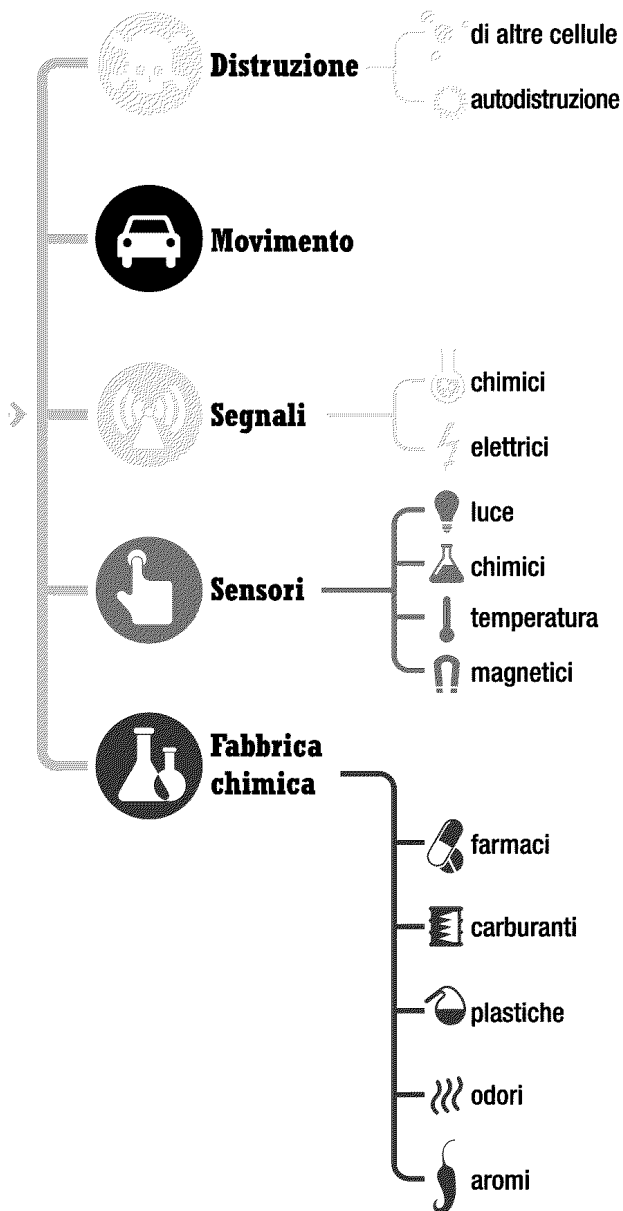 Distruzione
di altre cellule
autodistruzione
Movimento
Segnali
chimici
elettrici
Sensori
luce
chimici
temperatura
magnetici
Fabbrica
chimica
farmaci
carburanti
plastiche
odori
aromi